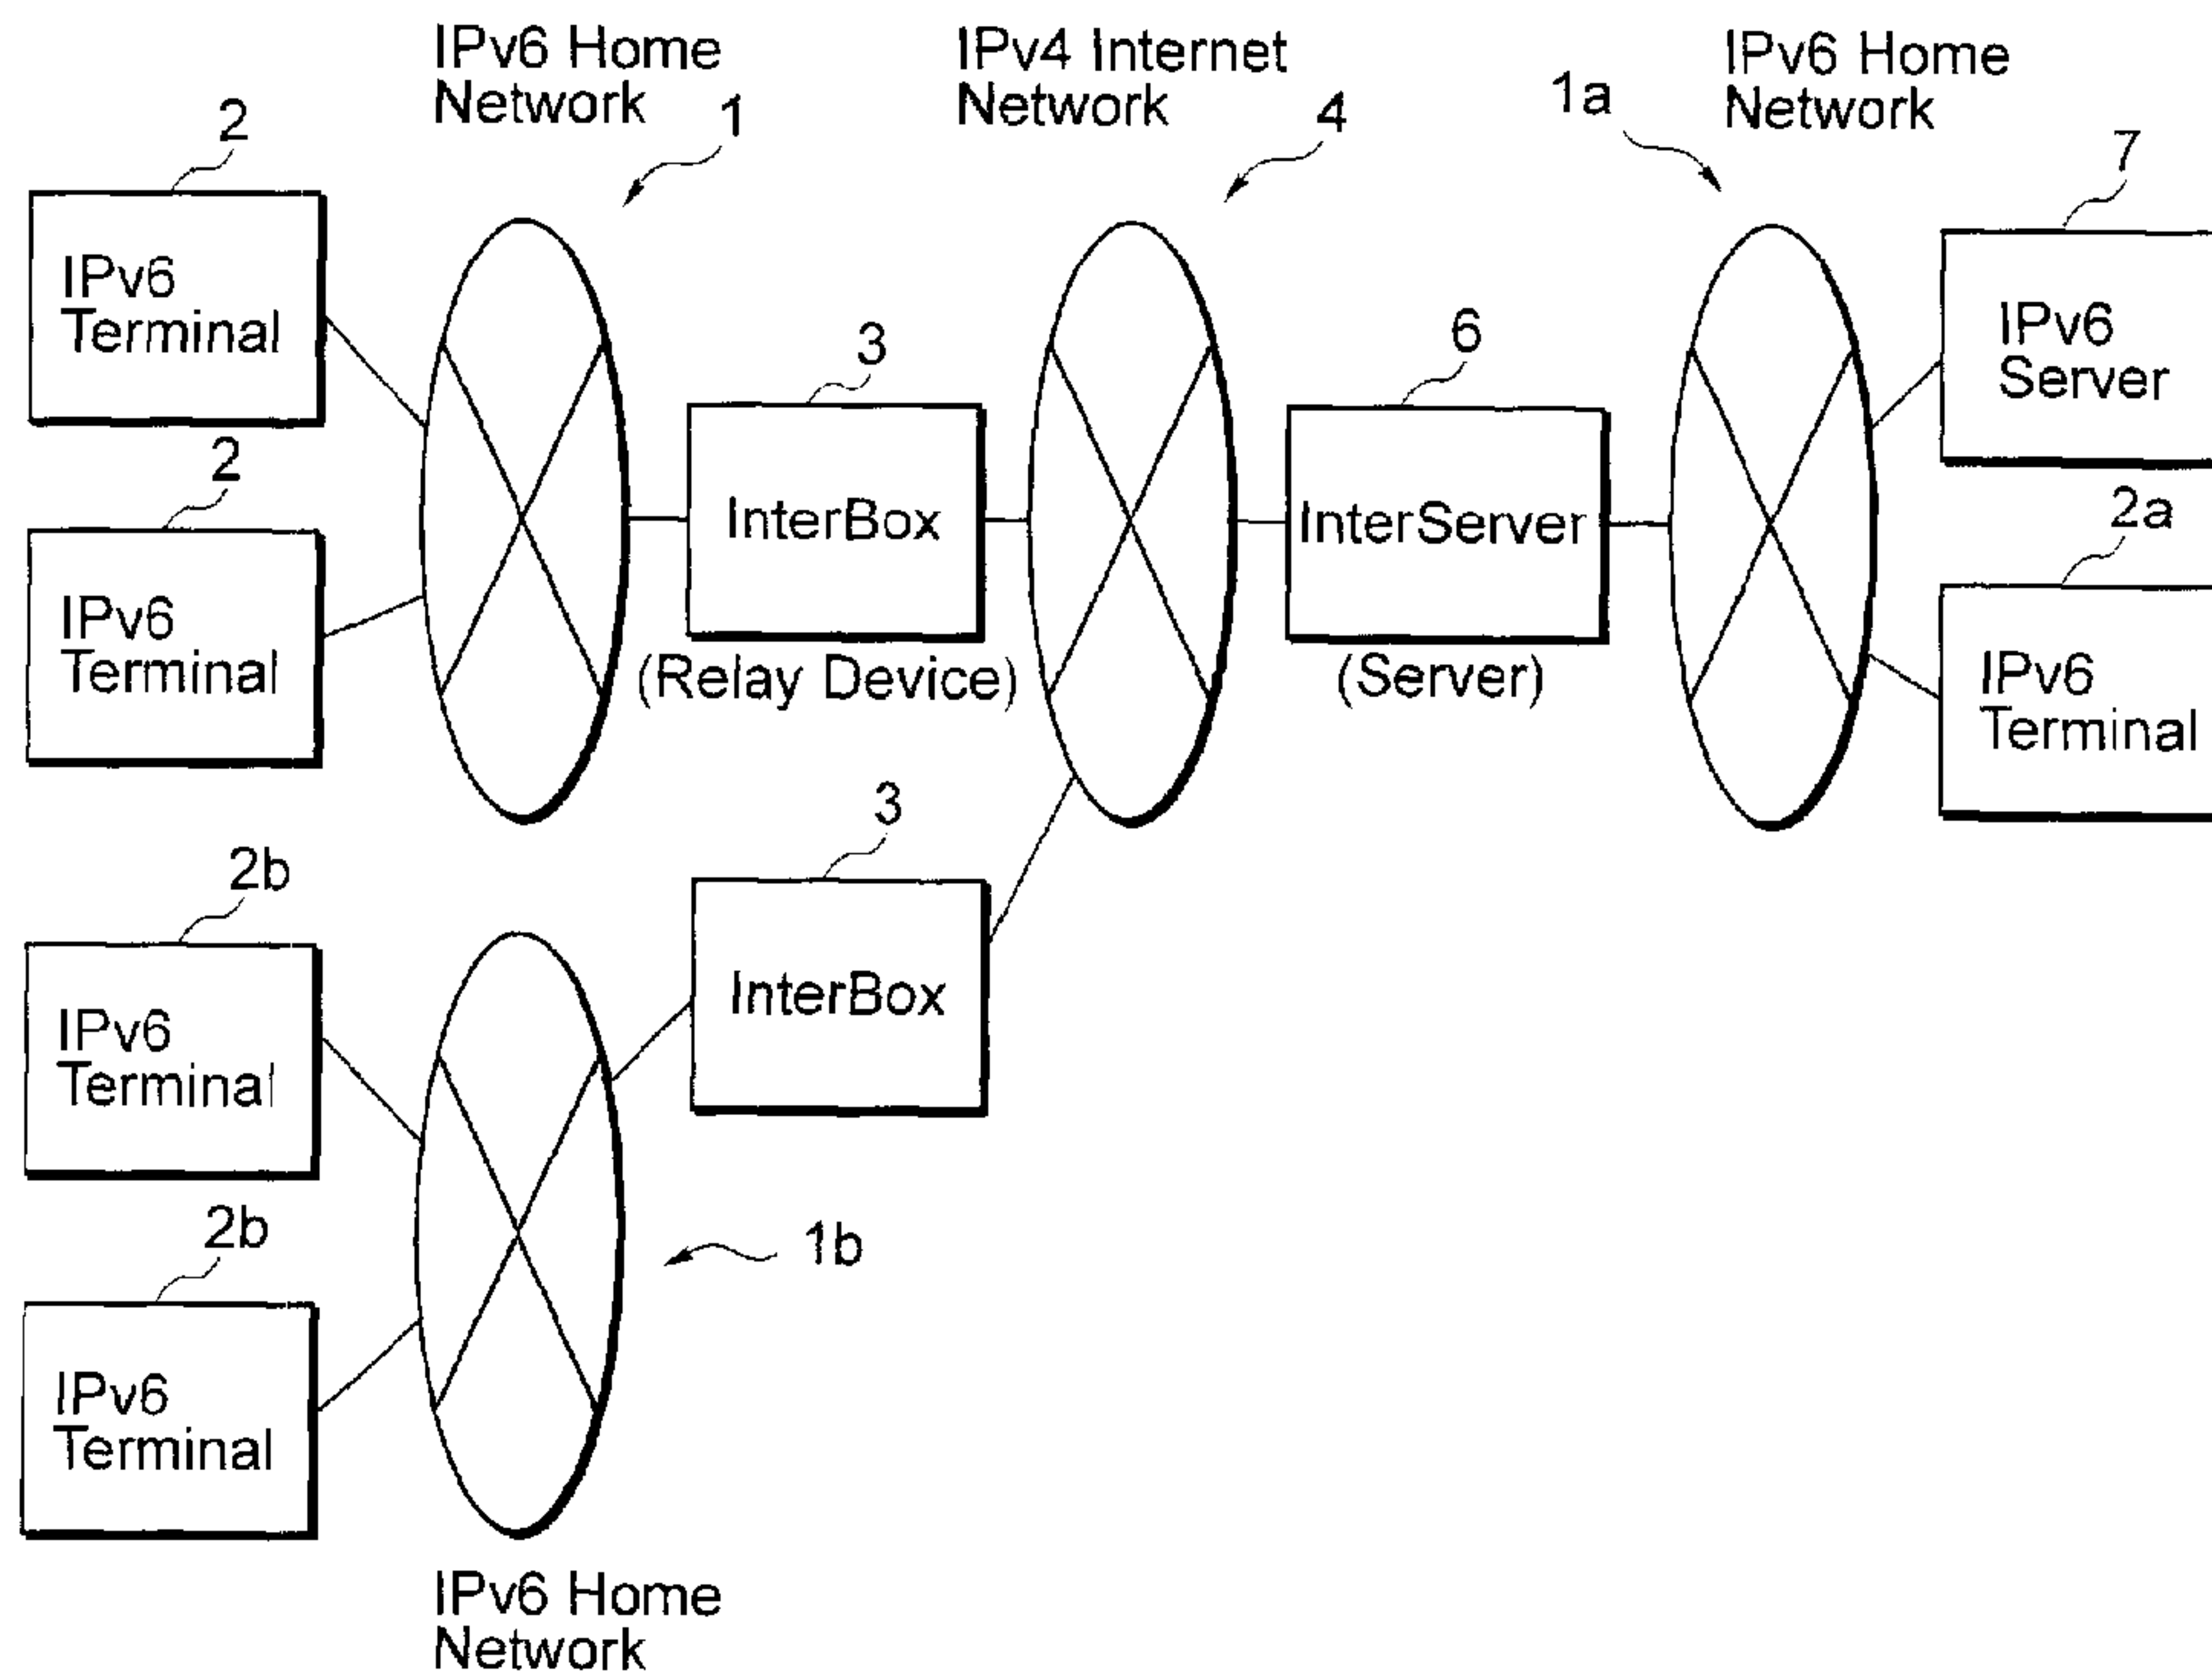 IPv6 Home
Network
1
IPv4 Internet
Network
4
1a
IPv6 Home
Network
2
IPv6
Terminal
2
IPv6
Terminal
3
InterBox
(Relay Device)
6
InterServer
(Server)
7
IPv6
Server
2a
IPv6
Terminal
3
InterBox
2b
IPv6
Terminal
2b
IPv6
Terminal
1b
IPv6 Home
Network